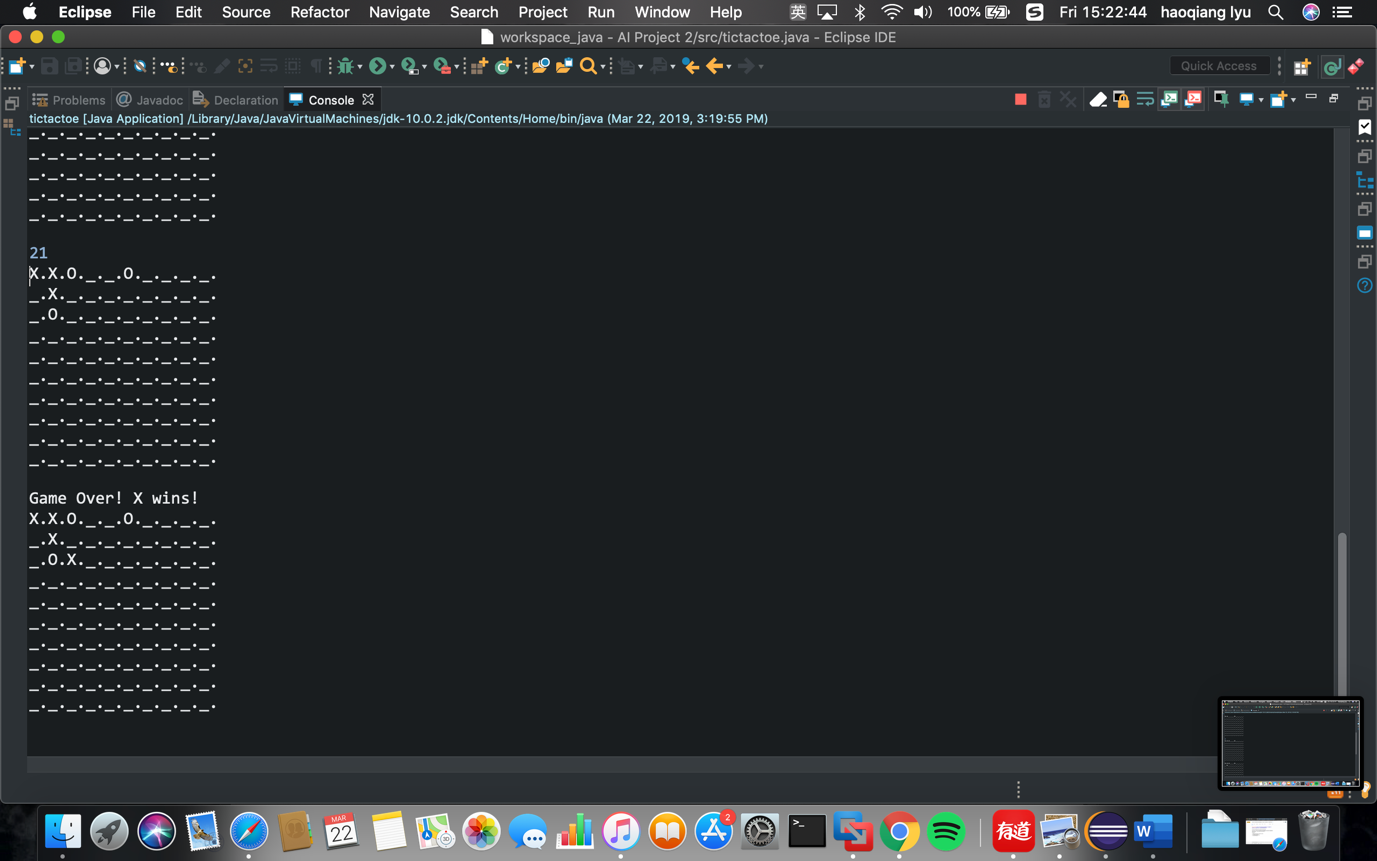 Eclipse File Edit Source Refactor Navigate Search Project Run Window Help 英 100% S Fri 15:22:44 haoqiang lyu
workspace_java - AI Project 2/src/tictactoe.java - Eclipse IDE
Quick Access
Problems @ Javadoc Declaration Console
tictactoe [Java Application] /Library/Java/JavaVirtualMachines/jdk-10.0.2.jdk/Contents/Home/bin/java (Mar 22, 2019, 3:19:55 PM)
_._._._._._._._._._.
_._._._._._._._._._.
_._._._._._._._._._.
_._._._._._._._._._.
_._._._._._._._._._.
21
X.X.O._._.O._._._._.
_.X._._._._._._._._.
_.O._._._._._._._._.
_._._._._._._._._._.
_._._._._._._._._._.
_._._._._._._._._._.
_._._._._._._._._._.
_._._._._._._._._._.
_._._._._._._._._._.
_._._._._._._._._._.
Game Over! X wins!
X.X.O._._.O._._._._.
_.X._._._._._._._._.
_.O.X._._._._._._._.
_._._._._._._._._._.
_._._._._._._._._._.
_._._._._._._._._._.
_._._._._._._._._._.
_._._._._._._._._._.
_._._._._._._._._._.
_._._._._._._._._._.
MAR
22
2
有道
W